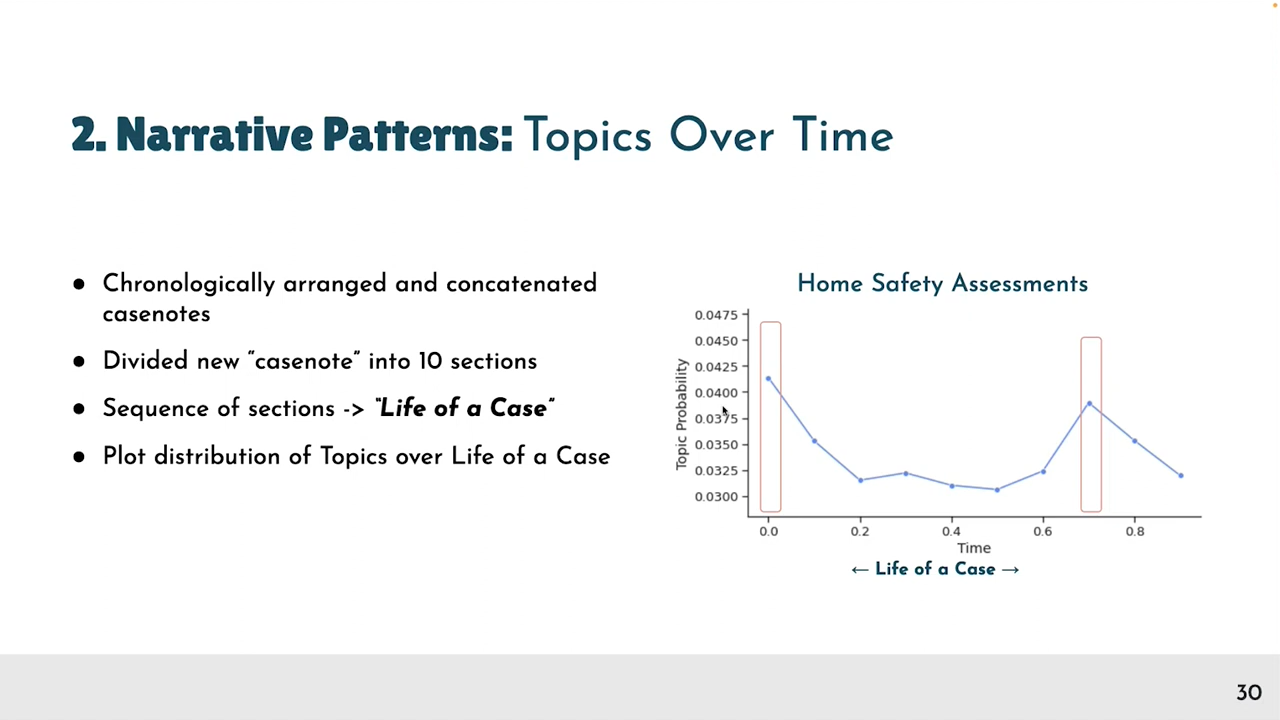 2. Narrative Patterns: Topics Over Time
● Chronologically arranged and concatenated
casenotes
● Divided new “casenote” into 10 sections
● Sequence of sections -> “Life of a Case”
● Plot distribution of Topics over Life of a Case
Home Safety Assessments
Topic Probability
0.0475
0.0450
0.0425
0.0400
0.0375
0.0350
0.0325
0.0300
0.0 0.2 0.4 0.6 0.8
Time
← Life of a Case →
30